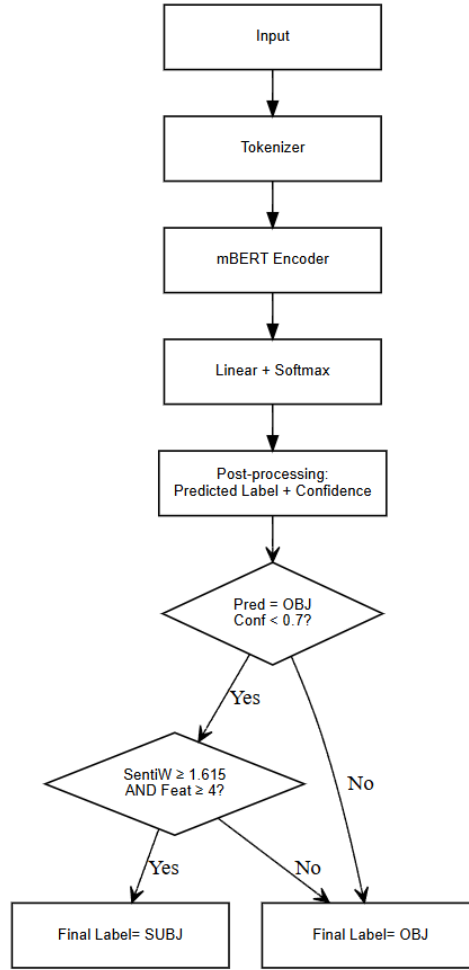 Input
Tokenizer
mBERT Encoder
Linear + Softmax
Post-processing:
Predicted Label + Confidence
Pred = OBJ
Conf < 0.7?
Yes
No
SentiW ≥ 1.615
AND Feat ≥ 4?
Yes
No
Final Label= SUBJ
Final Label= OBJ